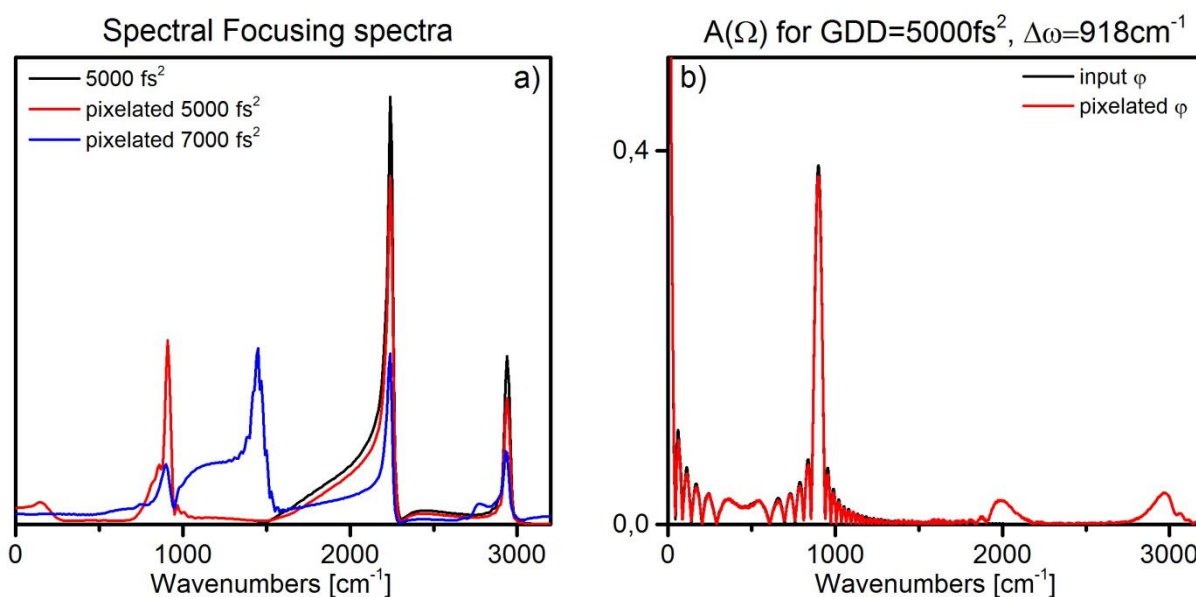 Spectral Focusing spectra
a)
5000 fs²
pixelated 5000 fs²
pixelated 7000 fs²
0 1000 2000 3000
Wavenumbers [cm⁻¹]
A(Ω) for GDD=5000fs², Δω=918cm⁻¹
b)
input φ
pixelated φ
0,4
0,0
0 1000 2000 3000
Wavenumbers [cm⁻¹]